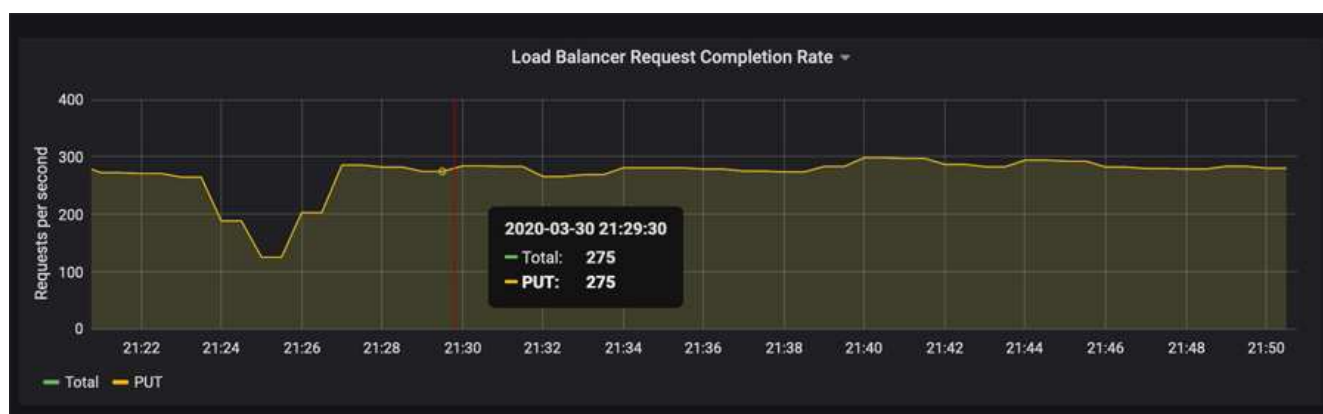 Load Balancer Request Completion Rate
Requests per second
400
300
200
100
0
2020-03-30 21:29:30
Total: 275
PUT: 275
21:22 21:24 21:26 21:28 21:30 21:32 21:34 21:36 21:38 21:40 21:42 21:44 21:46 21:48 21:50
Total PUT